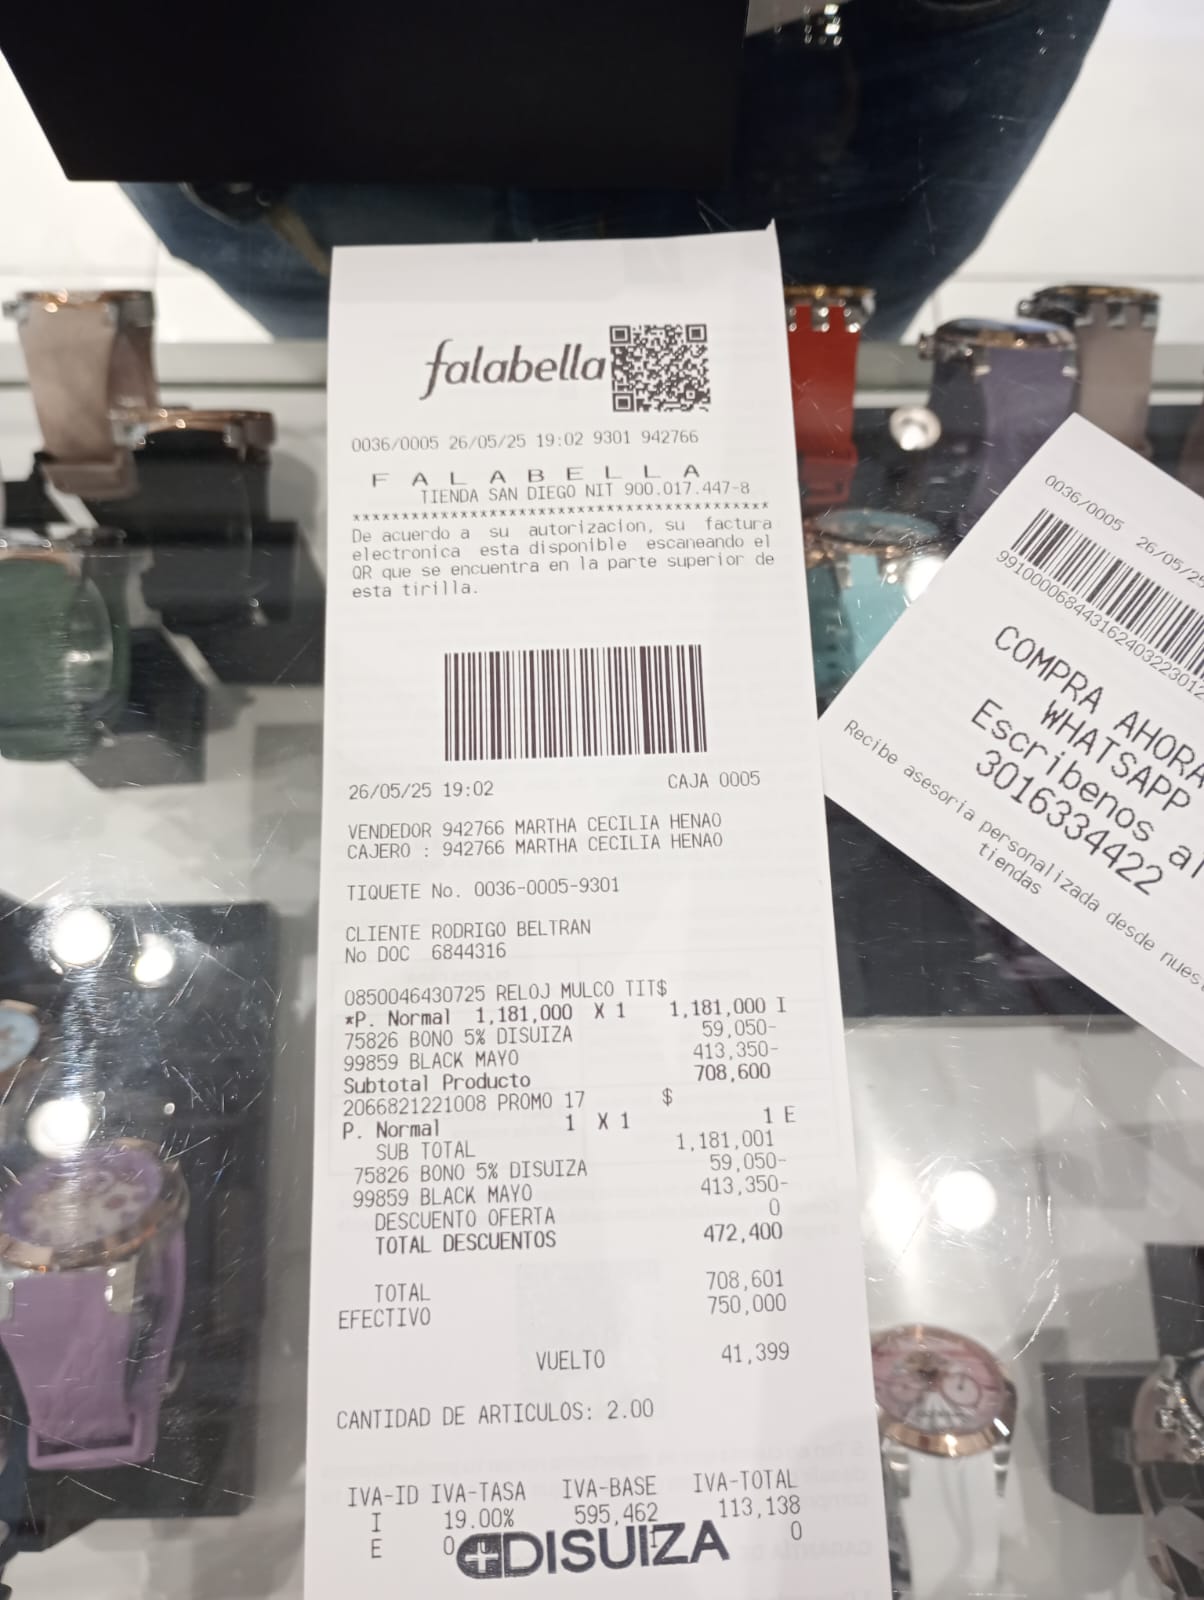 falabella
0036/0005 26/05/25 19:02 9301 942766
F A L A B E L L A
TIENDA SAN DIEGO NIT 900.017.447-8
******************************************
De acuerdo a su autorizacion, su factura
electronica esta disponible escaneando el
QR que se encuentra en la parte superior de
esta tirilla.
26/05/25 19:02 CAJA 0005
VENDEDOR 942766 MARTHA CECILIA HENAO
CAJERO : 942766 MARTHA CECILIA HENAO
TIQUETE No. 0036-0005-9301
CLIENTE RODRIGO BELTRAN
No DOC 6844316
0850046430725 RELOJ MULCO TIT$
*P. Normal 1,181,000 X 1 1,181,000 I
75826 BONO 5% DISUIZA 59,050-
99859 BLACK MAYO 413,350-
Subtotal Producto 708,600
2066821221008 PROMO 17 $
P. Normal 1 X 1 1 E
SUB TOTAL 1,181,001
75826 BONO 5% DISUIZA 59,050-
99859 BLACK MAYO 413,350-
DESCUENTO OFERTA 0
TOTAL DESCUENTOS 472,400
TOTAL 708,601
EFECTIVO 750,000
VUELTO 41,399
CANTIDAD DE ARTICULOS: 2.00
IVA-ID IVA-TASA IVA-BASE IVA-TOTAL
I 19.00% 595,462 113,138
E 0 1 0
DISUIZA
0036/0005 26/05/25
COMPRA AHORA
WHATSAPP
Escribenos al
3016334422
Recibe asesoria personalizada desde
tiendas